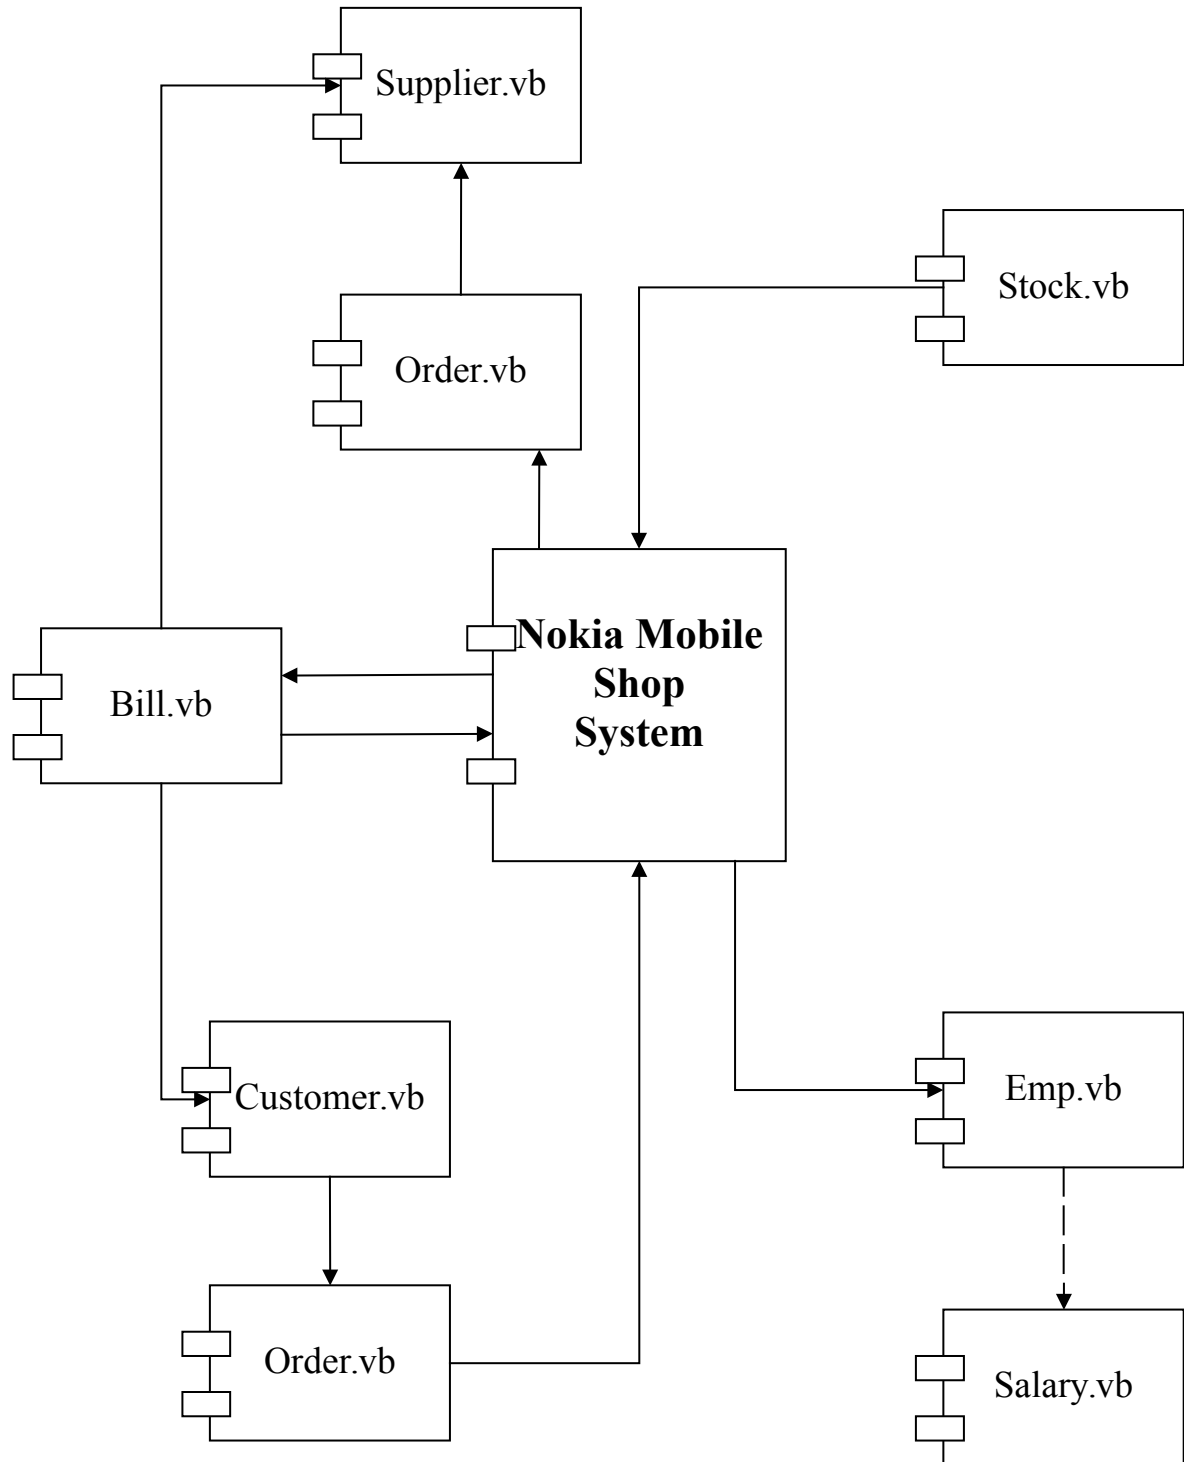 Supplier.vb
Stock.vb
Order.vb
Nokia Mobile
Shop
System
Bill.vb
Customer.vb
Emp.vb
Order.vb
Salary.vb